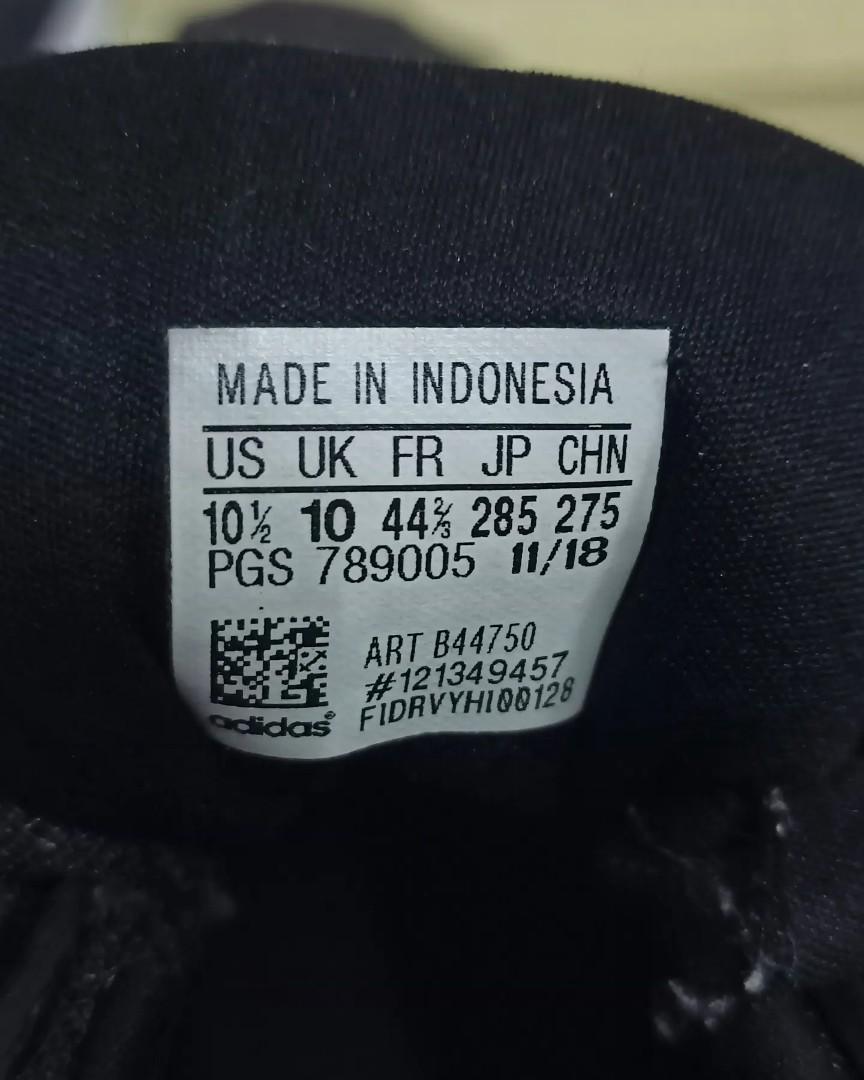 MADE IN INDONESIA
US UK FR JP CHN
10½ 10 44⅔ 285 275
PGS 789005 11/18
ART B44750
#121349457
FIDRVYHI00128
adidas®